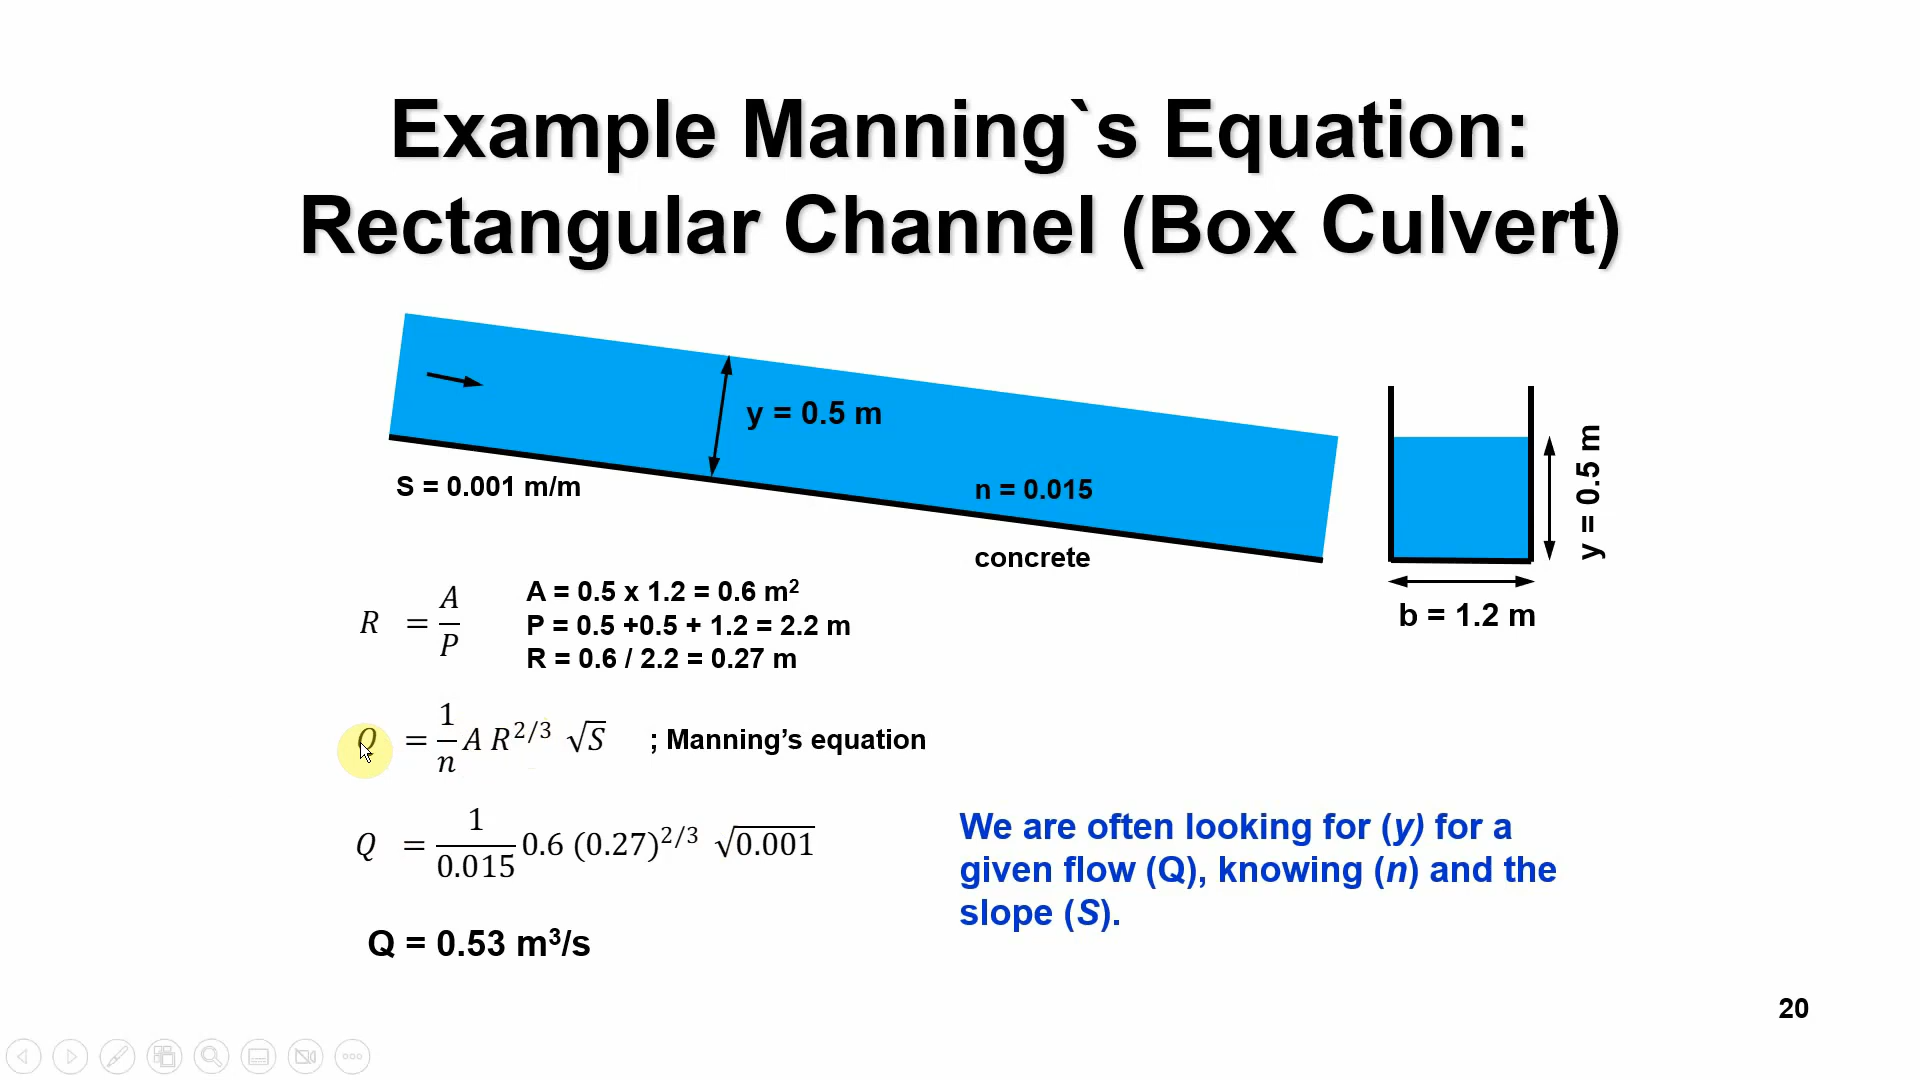 Example Manning`s Equation:
Rectangular Channel (Box Culvert)
y = 0.5 m
S = 0.001 m/m
n = 0.015
concrete
y = 0.5 m
b = 1.2 m
R = A/P
A = 0.5 x 1.2 = 0.6 m²
P = 0.5 +0.5 + 1.2 = 2.2 m
R = 0.6 / 2.2 = 0.27 m
Q = 1/n A R^2/3 √S ; Manning’s equation
Q = 1/0.015 0.6 (0.27)^2/3 √0.001
Q = 0.53 m³/s
We are often looking for (y) for a
given flow (Q), knowing (n) and the
slope (S).
20